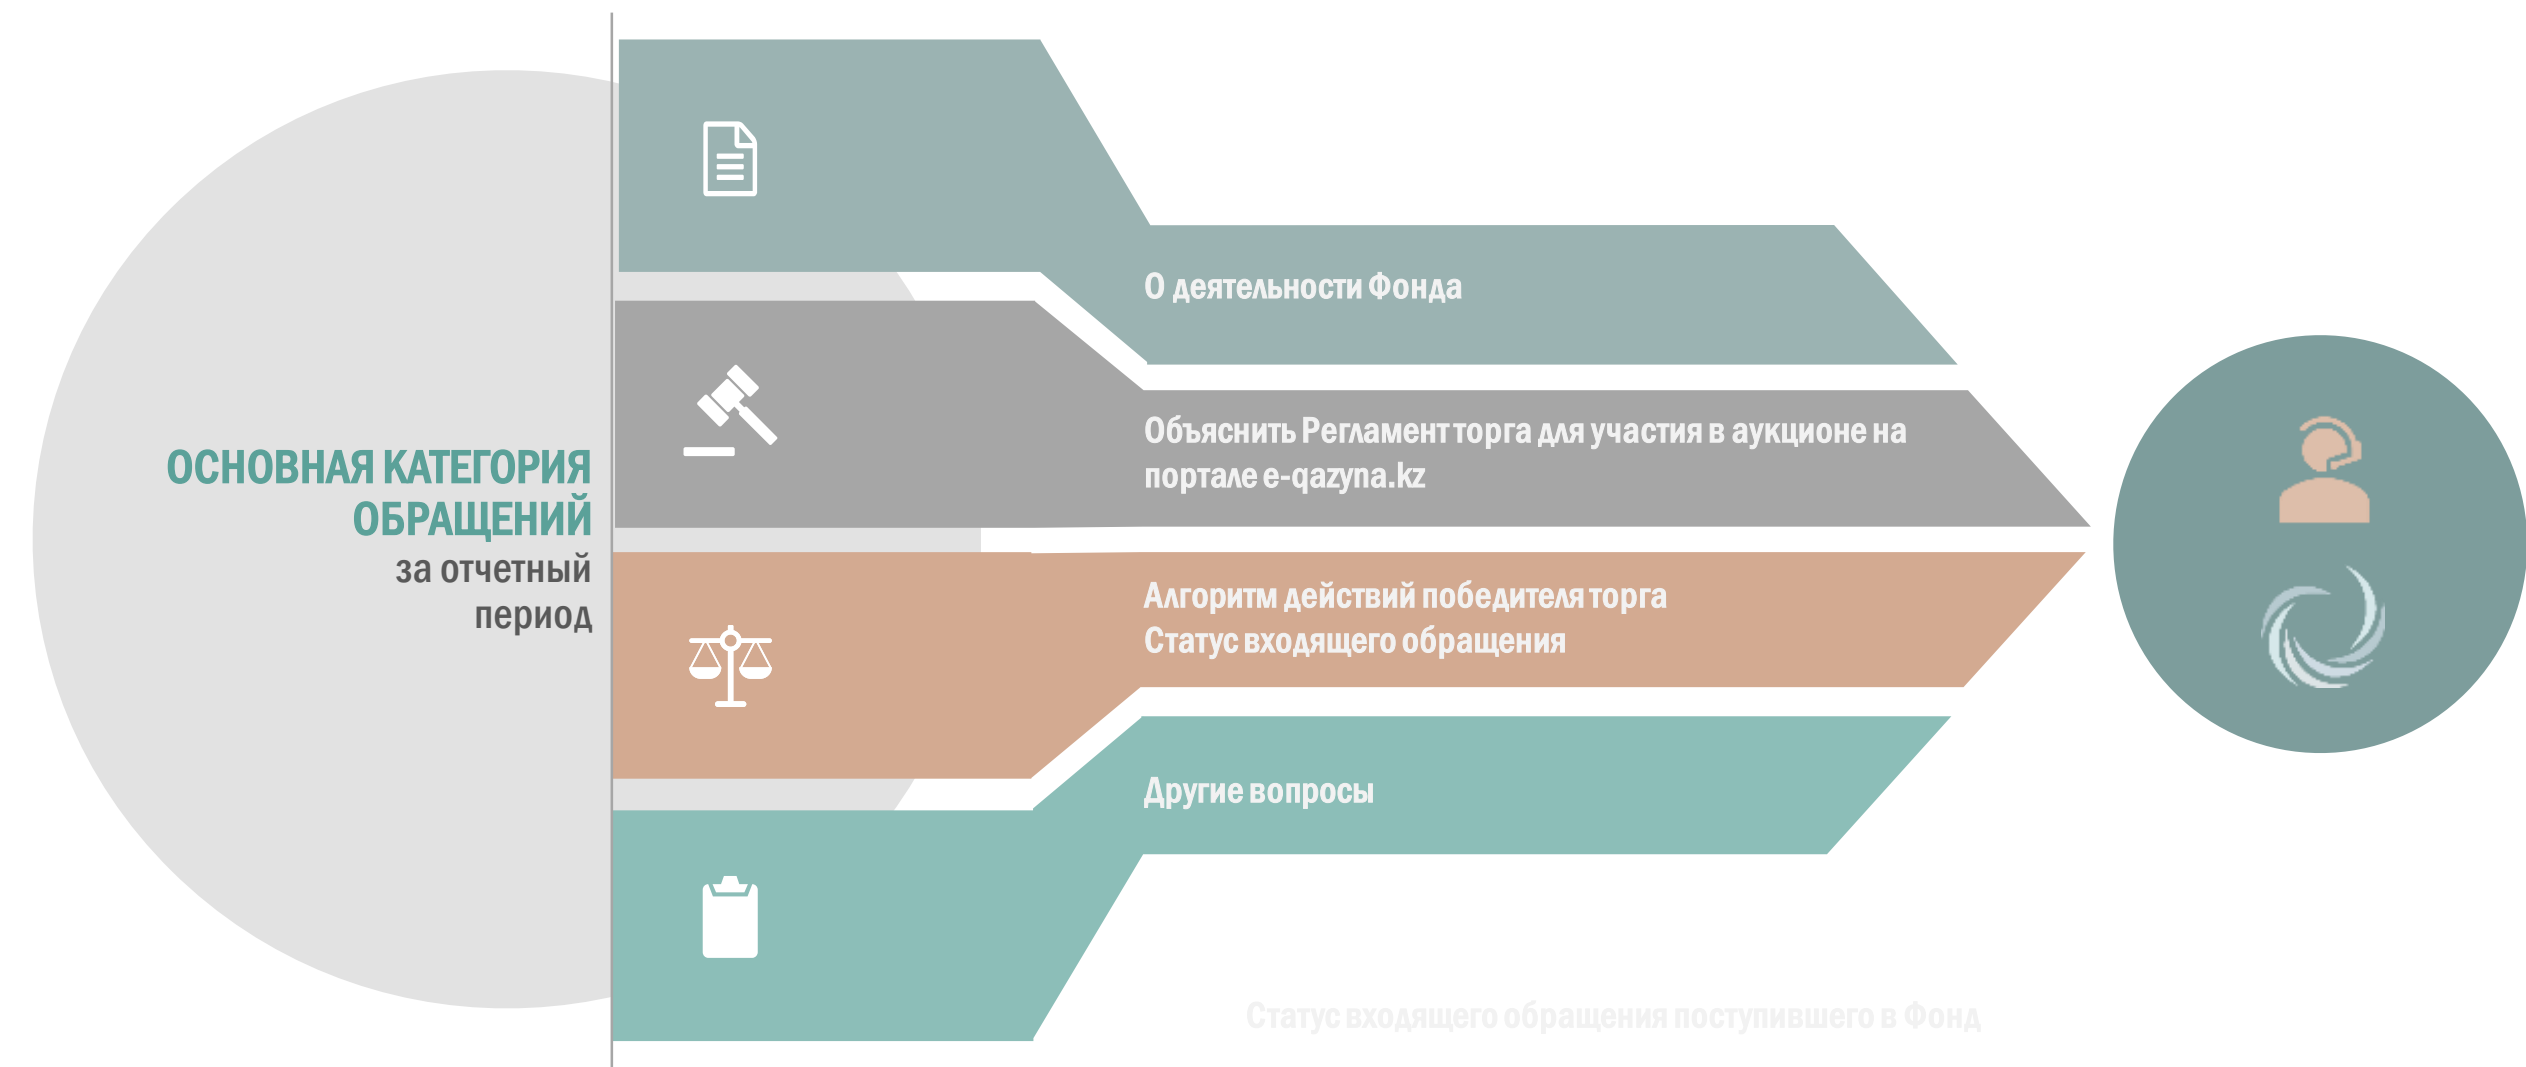 ОСНОВНАЯ КАТЕГОРИЯ
ОБРАЩЕНИЙ
за отчетный
период
О деятельности Фонда
Объяснить Регламент торга для участия в аукционе на
портале e-qazyna.kz
Алгоритм действий победителя торга
Статус входящего обращения
Другие вопросы
Статус входящего обращения поступившего в Фонд